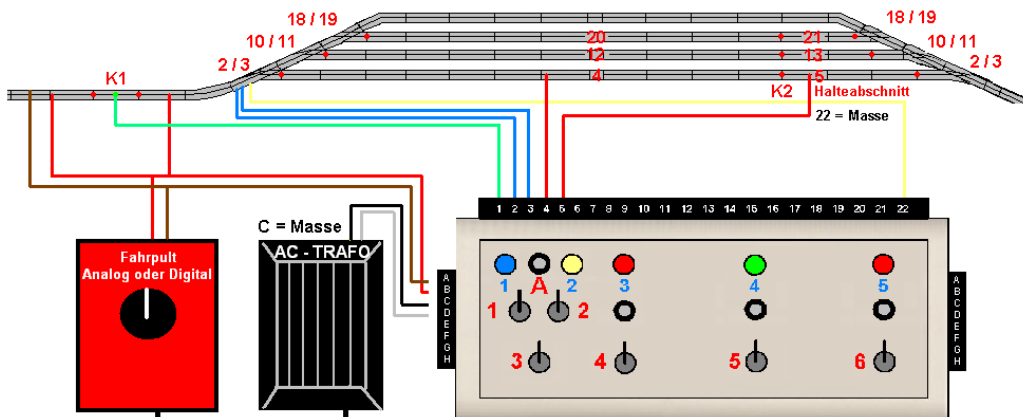 18 / 19
18 / 19
10 / 11
20
21
10 / 11
2 / 3
12
13
2 / 3
K1
4
5
K2
Halteabschnitt
22 = Masse
1 2 3 4 5 6 7 8 9 10 11 12 13 14 15 16 17 18 19 20 21 22
C = Masse
AC - TRAFO
Fahrpult
Analog oder Digital
A
B
C
D
E
F
G
H
1 A 2 3 4 5
1 2
3 4 5 6
A
B
C
D
E
F
G
H